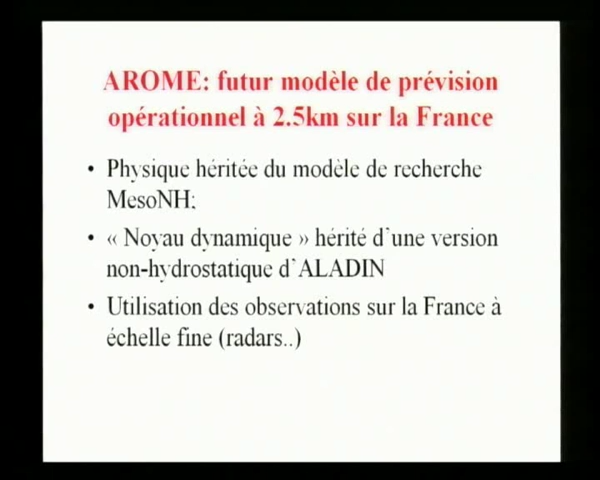 AROME: futur modèle de prévision
opérationnel à 2.5km sur la France
• Physique héritée du modèle de recherche
MesoNH:
• « Noyau dynamique » hérité d'une version
non-hydrostatique d'ALADIN
• Utilisation des observations sur la France à
échelle fine (radars..)